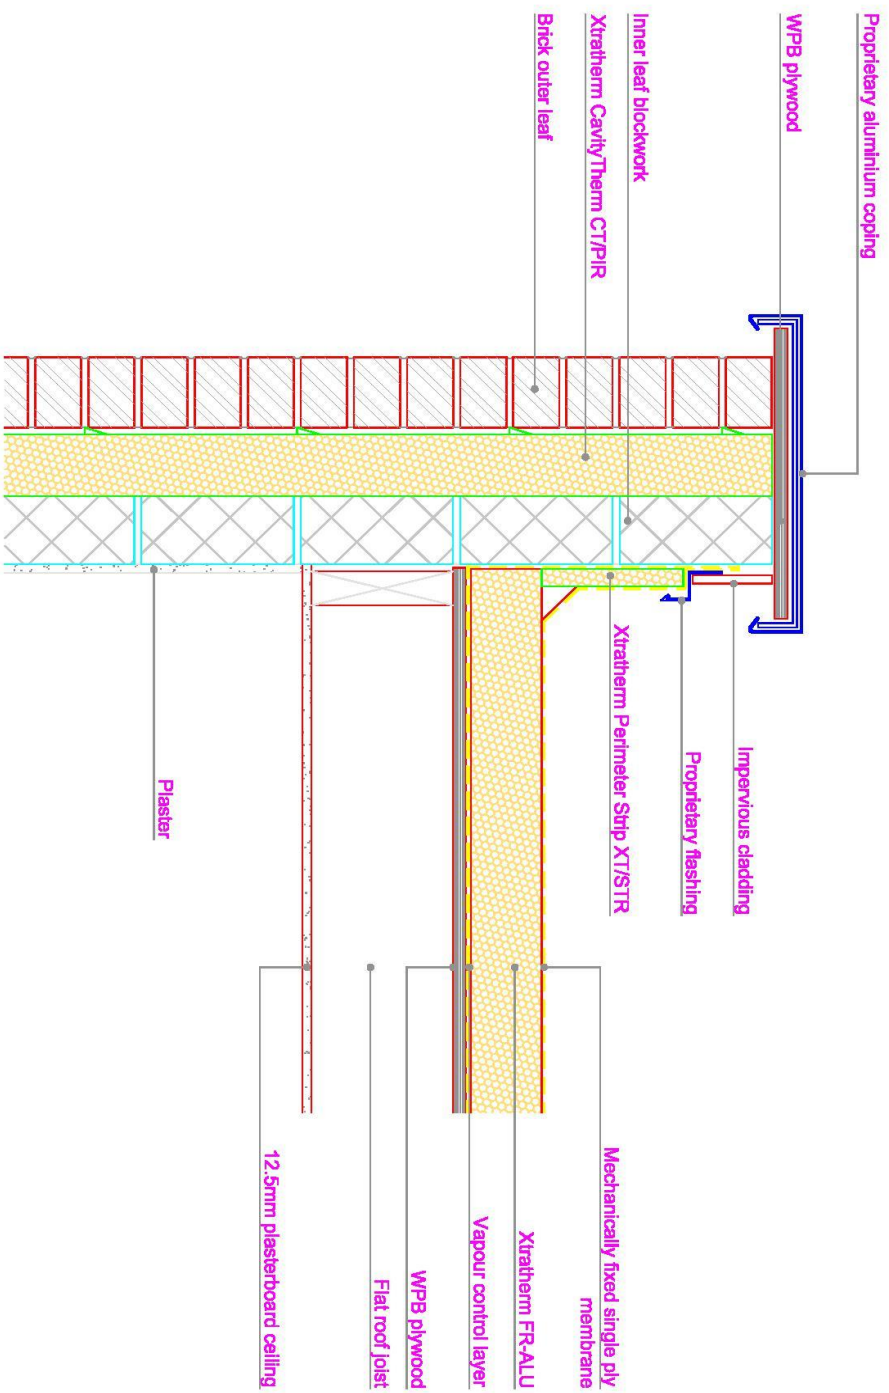 Proprietary aluminium coping
WPB plywood
Inner leaf blockwork
Xtratherm CavityTherm CT/PIR
Brick outer leaf
Impervious cladding
Proprietary flashing
Xtratherm Perimeter Strip XT/STR
Plaster
Mechanically fixed single ply
membrane
Xtratherm FR-ALU
Vapour control layer
WPB plywood
Flat roof joist
12.5mm plasterboard ceiling